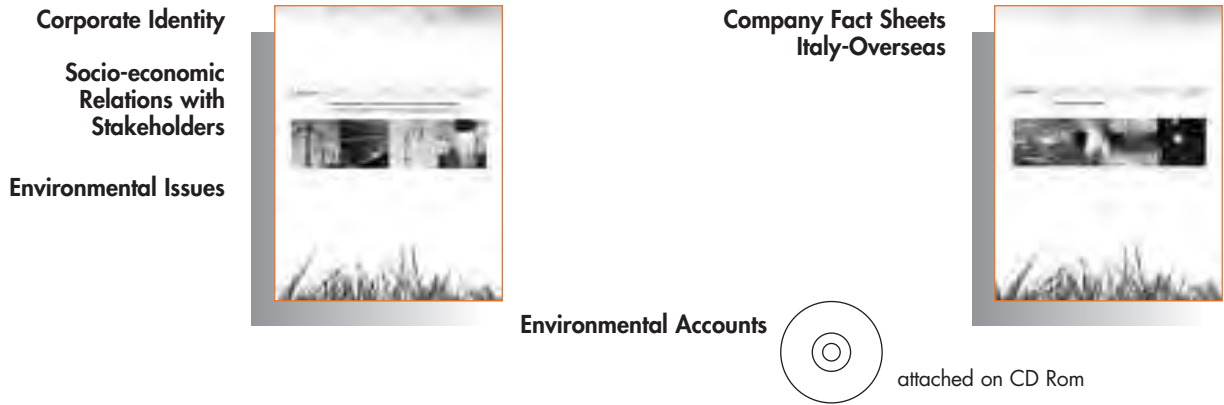 Corporate Identity
Socio-economic
Relations with
Stakeholders
Environmental Issues
Company Fact Sheets
Italy-Overseas
Environmental Accounts
attached on CD Rom